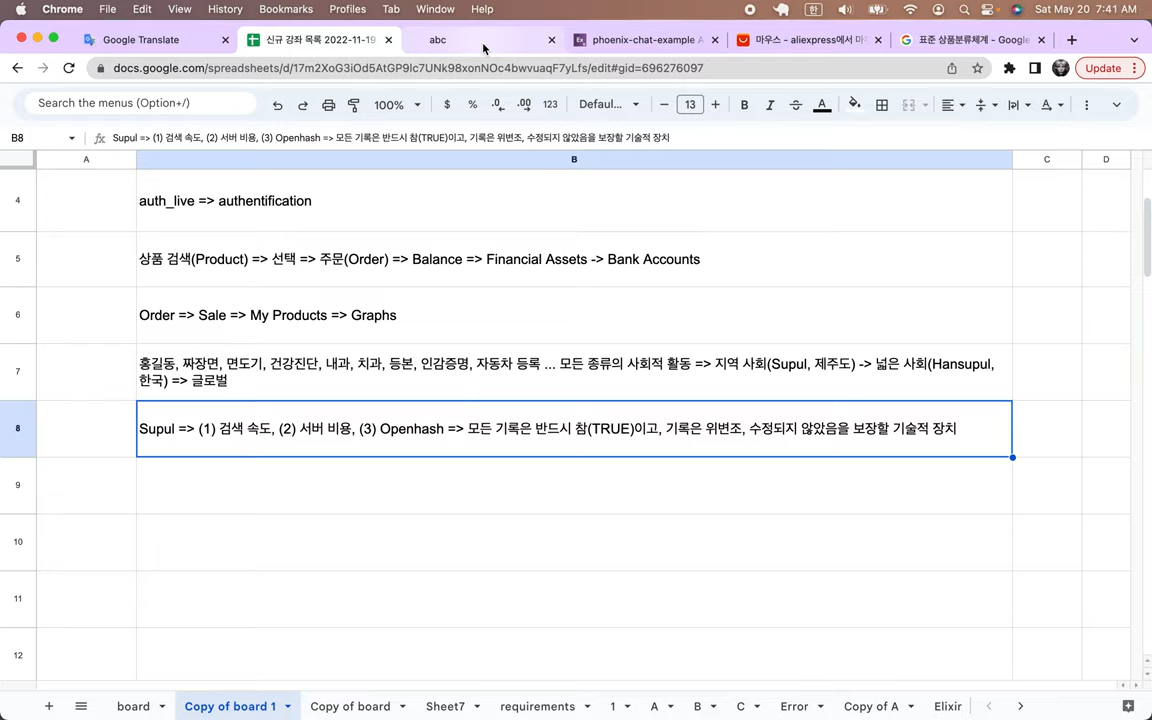 Chrome File Edit View History Bookmarks Profiles Tab Window Help 한 Sat May 20 7:41 AM
Google Translate 신규 강좌 목록 2022-11-19 abc Ex phoenix-chat-example A 마우스 - aliexpress에서 마우 표준 상품분류체계 - Google
docs.google.com/spreadsheets/d/17m2XoG3iOd5AtGP9lc7UNk98xonNOc4bwvuaqF7yLfs/edit#gid=696276097 Update
Search the menus (Option+/) 100% $ % .0 .00 123 Defaul... 13 B I S A
B8 fx Supul => (1) 검색 속도, (2) 서버 비용, (3) Openhash => 모든 기록은 반드시 참(TRUE)이고, 기록은 위변조, 수정되지 않았음을 보장할 기술적 장치
A B C D
4 auth_live => authentification
5 상품 검색(Product) => 선택 => 주문(Order) => Balance => Financial Assets -> Bank Accounts
6 Order => Sale => My Products => Graphs
7 홍길동, 짜장면, 면도기, 건강진단, 내과, 치과, 등본, 인감증명, 자동차 등록 ... 모든 종류의 사회적 활동 => 지역 사회(Supul, 제주도) -> 넓은 사회(Hansupul,
한국) => 글로벌
8 Supul => (1) 검색 속도, (2) 서버 비용, (3) Openhash => 모든 기록은 반드시 참(TRUE)이고, 기록은 위변조, 수정되지 않았음을 보장할 기술적 장치
9
10
11
12
board Copy of board 1 Copy of board Sheet7 requirements 1 A B C Error Copy of A Elixir